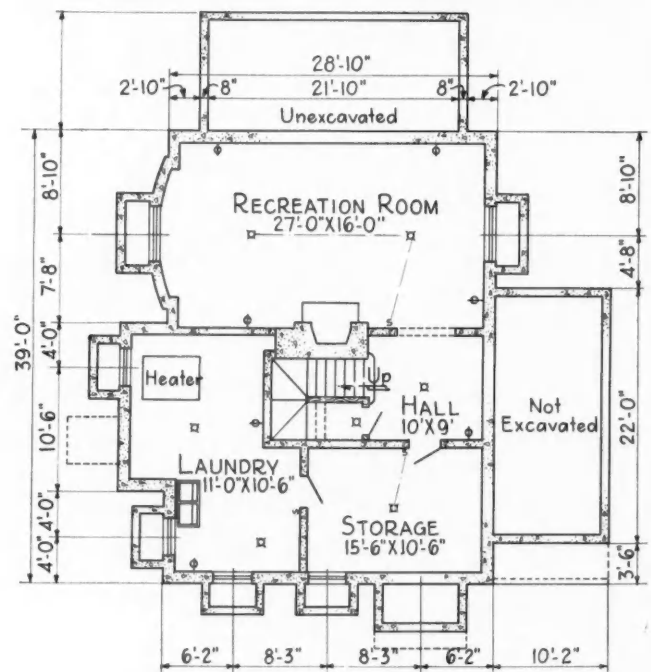 28'-10"
2'-10" 8" 21'-10" 8" 2'-10"
Unexcavated
8'-10"
8'-10"
RECREATION ROOM
27'-0"X16'-0"
7'-8"
4'-8"
39'-0"
4'-0"
S
Heater
Up
HALL
10'X9'
Not
Excavated
22'-0"
10'-6"
LAUNDRY
11'-0"X10'-6"
S
S
STORAGE
15'-6"X10'-6"
4'-0"
4'-0"
3'-6"
6'-2" 8'-3" 8'-3" 6'-2" 10'-2"